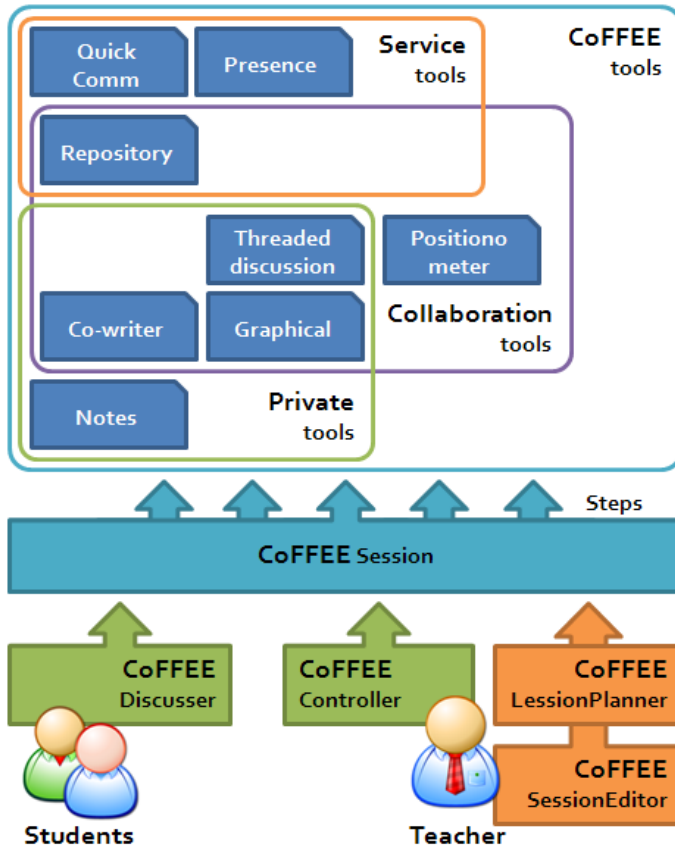 Quick
Comm
Presence
Service
tools
CoFFEE
tools
Repository
Threaded
discussion
Positiono
meter
Co-writer
Graphical
Collaboration
tools
Notes
Private
tools
Steps
CoFFEE Session
CoFFEE
Discusser
CoFFEE
Controller
CoFFEE
LessionPlanner
CoFFEE
SessionEditor
Students
Teacher